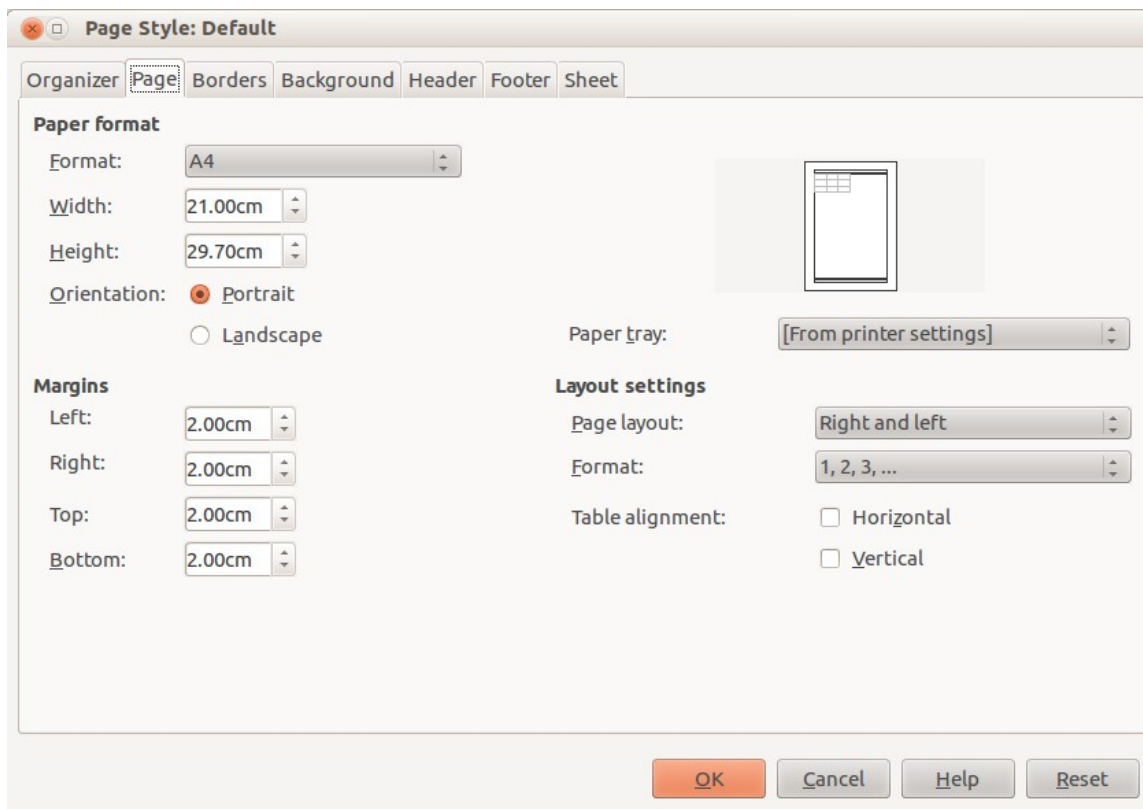 Page Style: Default
Organizer Page Borders Background Header Footer Sheet
Paper format
Format: A4
Width: 21.00cm
Height: 29.70cm
Orientation: Portrait
Landscape
Paper tray: [From printer settings]
Margins
Left: 2.00cm
Right: 2.00cm
Top: 2.00cm
Bottom: 2.00cm
Layout settings
Page layout: Right and left
Format: 1, 2, 3, ...
Table alignment: Horizontal
Vertical
OK Cancel Help Reset